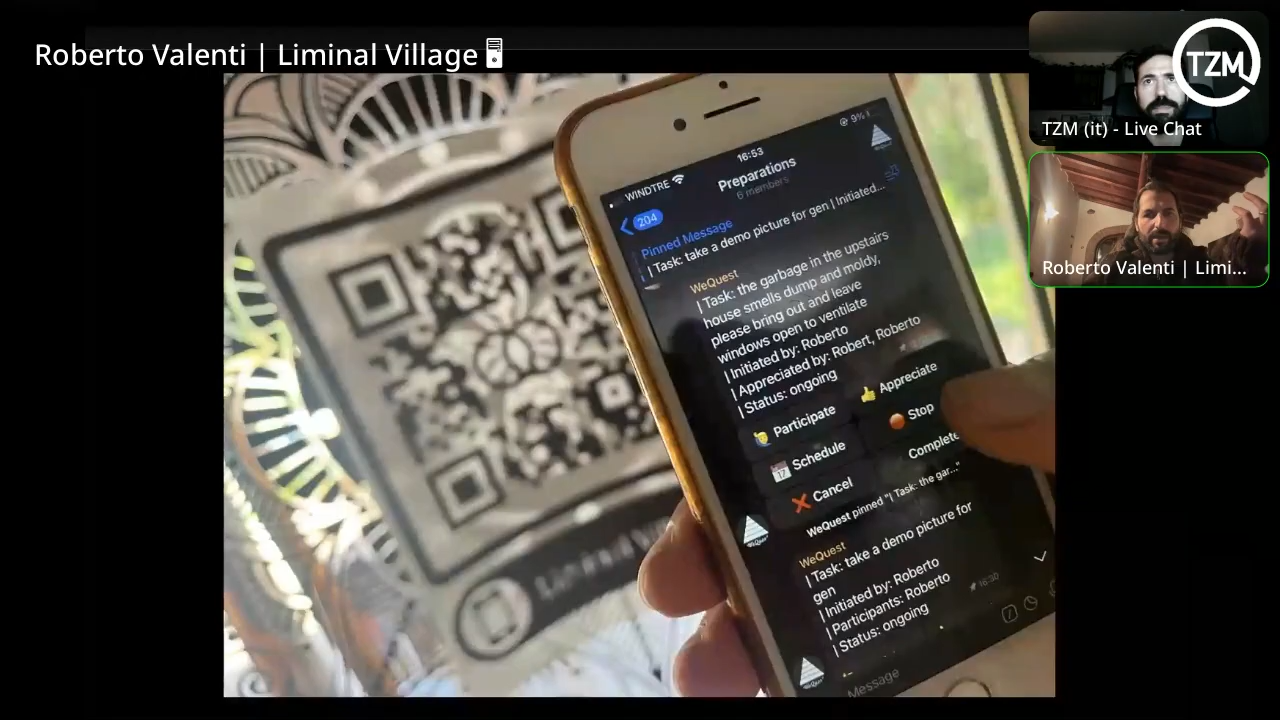 Roberto Valenti | Liminal Village
TZM
TZM (it) - Live Chat
Roberto Valenti | Limi...
WINDTRE
16:53
9%
204
Preparations
6 members
Pinned Message
| Task: take a demo picture for gen | Initiated...
WeQuest
| Task: the garbage in the upstairs
house smells dump and moldy,
please bring out and leave
windows open to ventilate
| Initiated by: Roberto
| Appreciated by: Robert, Roberto
| Status: ongoing
Participate
Appreciate
Schedule
Stop
Cancel
Complete
WeQuest pinned "| Task: the gar..."
WeQuest
| Task: take a demo picture for
gen
| Initiated by: Roberto
| Participants: Roberto
| Status: ongoing
16:30
Message